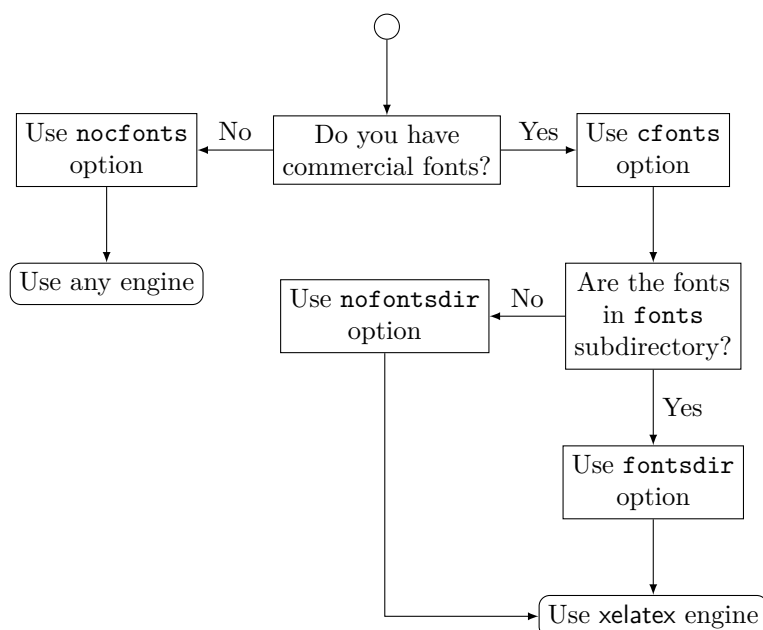 Do you have
commercial fonts?
No
Use nocfonts
option
Use any engine
Yes
Use cfonts
option
Are the fonts
in fonts
subdirectory?
No
Use nofontsdir
option
Yes
Use fontsdir
option
Use xelatex engine